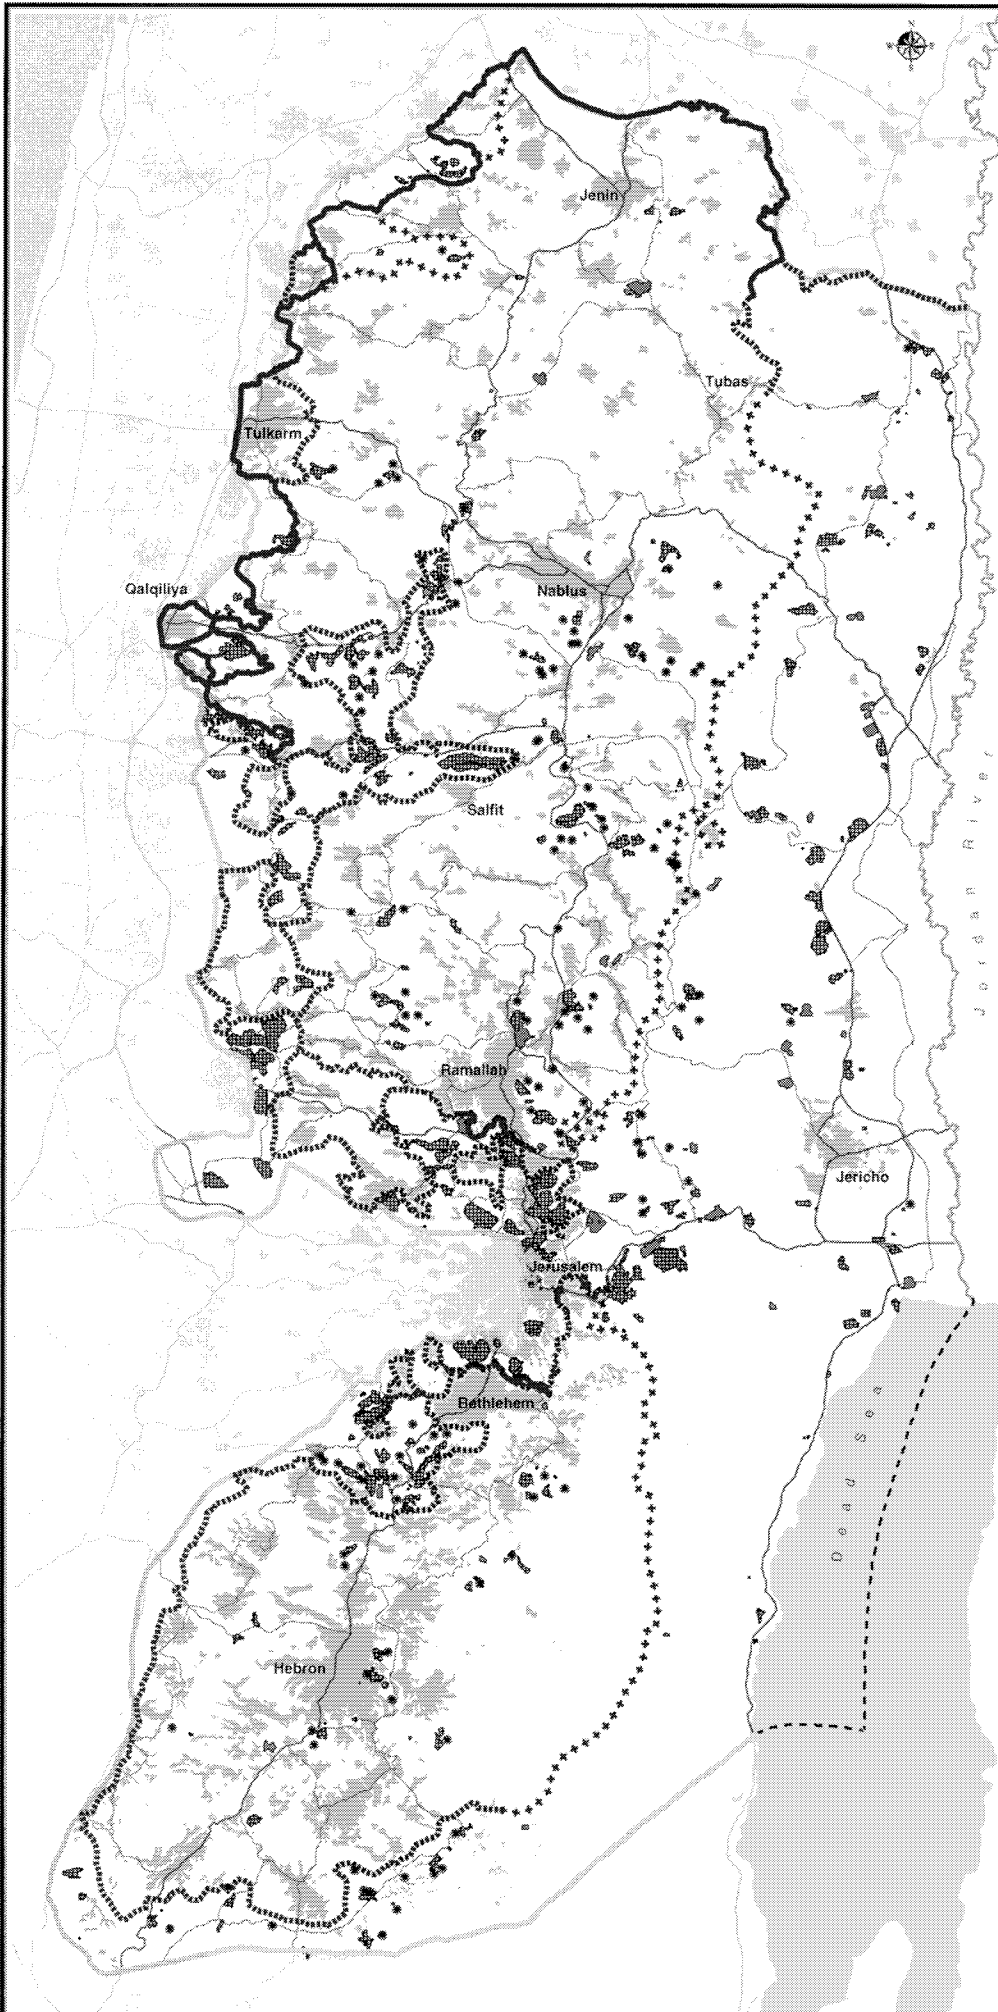 N
Jenin
Tubas
Tulkarm
Qalqiliya
Nablus
Salfit
Jordan River
Ramallah
Jericho
Jerusalem
Bethlehem
Dead Sea
Hebron